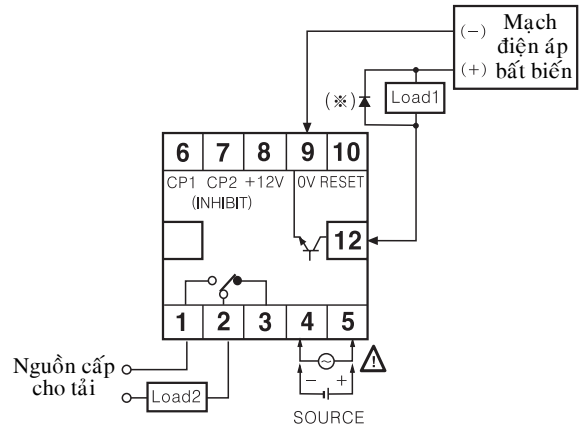 (−) Mạch
điện áp
(+) bất biến
(※) Load1
6 7 8 9 10
CP1 CP2 +12V 0V RESET
(INHIBIT)
12
1 2 3 4 5
Nguồn cấp
cho tải
Load2
− +
SOURCE